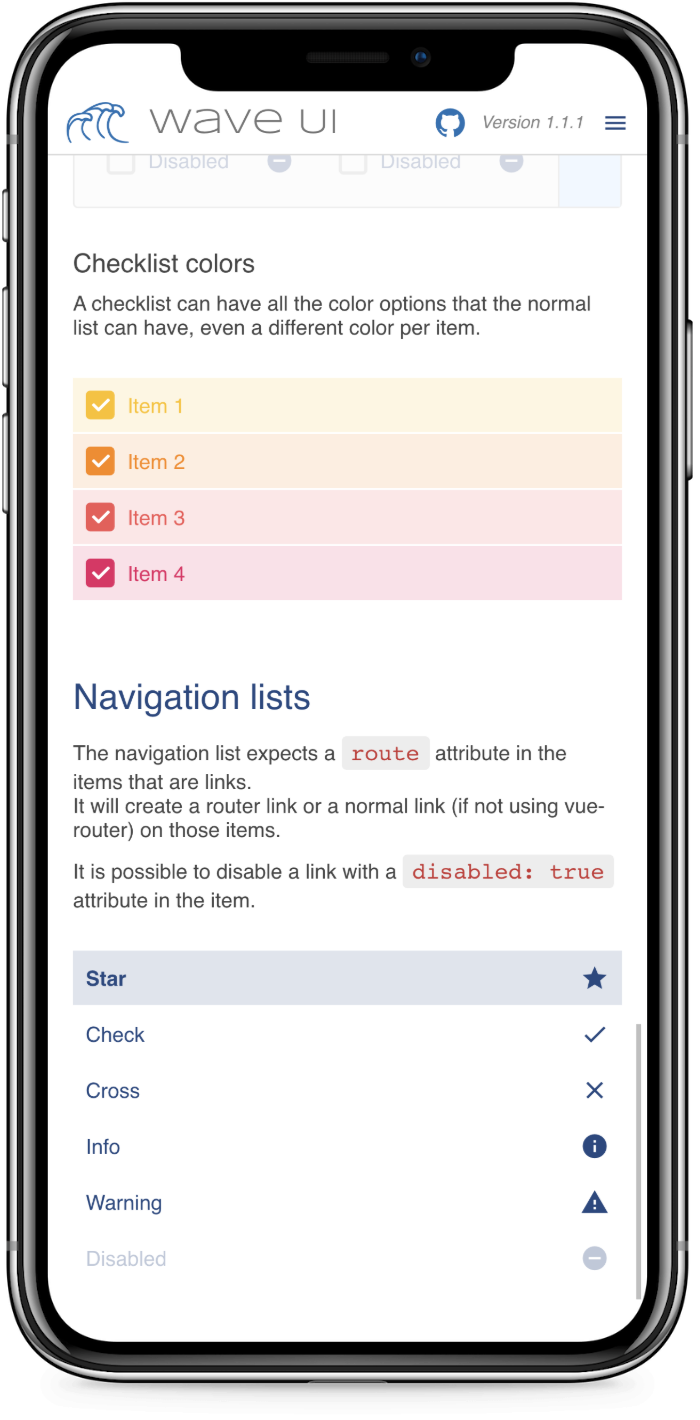 wave UI
Version 1.1.1
Disabled Disabled
Checklist colors
A checklist can have all the color options that the normal
list can have, even a different color per item.
Item 1
Item 2
Item 3
Item 4
Navigation lists
The navigation list expects a route attribute in the
items that are links.
It will create a router link or a normal link (if not using vue-
router) on those items.
It is possible to disable a link with a disabled: true
attribute in the item.
Star
Check
Cross
Info
Warning
Disabled